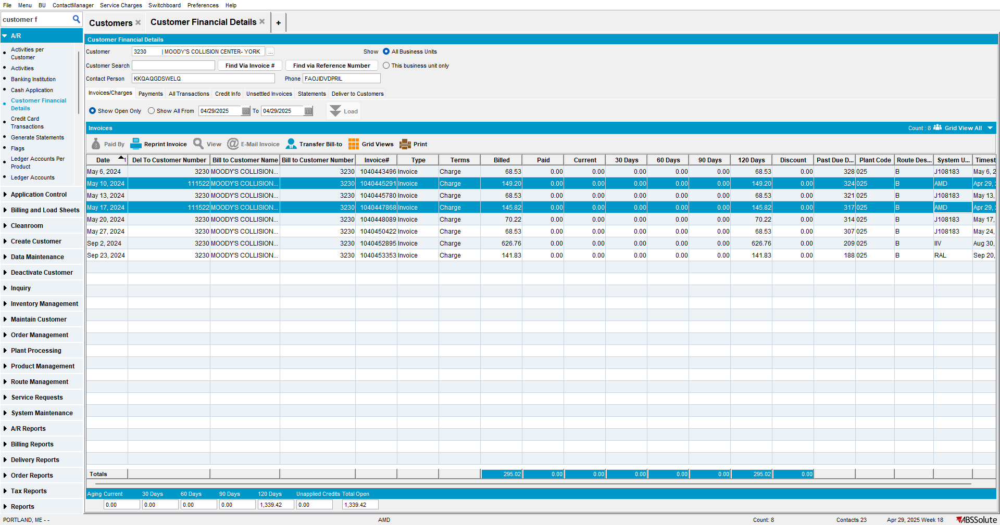 File Menu BU ContactManager Service Charges Switchboard Preferences Help
customer f
Customers Customer Financial Details +
A/R
Activities per
Customer
Activities
Banking Institution
Cash Application
Customer Financial
Details
Credit Card
Transactions
Generate Statements
Flags
Ledger Accounts Per
Product
Ledger Accounts
Application Control
Billing and Load Sheets
Cleanroom
Create Customer
Data Maintenance
Deactivate Customer
Inquiry
Inventory Management
Maintain Customer
Order Management
Plant Processing
Product Management
Route Management
Service Requests
System Maintenance
A/R Reports
Billing Reports
Delivery Reports
Order Reports
Tax Reports
Reports
Customer Financial Details
Customer 3230 | MOODY'S COLLISION CENTER- YORK ... Show All Business Units
Customer Search Find Via Invoice # Find via Reference Number This business unit only
Contact Person KKQAQGDSWELQ Phone FAOJIDVDPRIL
Invoices/Charges Payments All Transactions Credit Info Unsettled Invoices Statements Deliver to Customers
Show Open Only Show All From 04/29/2025 16 To 04/29/2025 16 Load
Invoices Count : 8 Grid View All
Paid By Reprint Invoice View E-Mail Invoice Transfer Bill-to Grid Views Print
Date 1 Del To Customer Number Bill to Customer Name Bill to Customer Number Invoice# Type Terms Billed Paid Current 30 Days 60 Days 90 Days 120 Days Discount Past Due D... Plant Code Route Des... System U... Timest
May 6, 2024 3230 MOODY'S COLLISION... 3230 1040443496 Invoice Charge 68.53 0.00 0.00 0.00 0.00 0.00 68.53 0.00 328 025 B J108183 May 6, 2
May 10, 2024 111522 MOODY'S COLLISION... 3230 1040445291 Invoice Charge 149.20 0.00 0.00 0.00 0.00 0.00 149.20 0.00 324 025 B AMD Apr 29, 
May 13, 2024 3230 MOODY'S COLLISION... 3230 1040445780 Invoice Charge 68.53 0.00 0.00 0.00 0.00 0.00 68.53 0.00 321 025 B J108183 May 13,
May 17, 2024 111522 MOODY'S COLLISION... 3230 1040447868 Invoice Charge 145.82 0.00 0.00 0.00 0.00 0.00 145.82 0.00 317 025 B AMD Apr 29, 
May 20, 2024 3230 MOODY'S COLLISION... 3230 1040448089 Invoice Charge 70.22 0.00 0.00 0.00 0.00 0.00 70.22 0.00 314 025 B J108183 May 17,
May 27, 2024 3230 MOODY'S COLLISION... 3230 1040450422 Invoice Charge 68.53 0.00 0.00 0.00 0.00 0.00 68.53 0.00 307 025 B J108183 May 24,
Sep 2, 2024 3230 MOODY'S COLLISION... 3230 1040452895 Invoice Charge 626.76 0.00 0.00 0.00 0.00 0.00 626.76 0.00 209 025 B IIV Aug 30,
Sep 23, 2024 3230 MOODY'S COLLISION... 3230 1040453353 Invoice Charge 141.83 0.00 0.00 0.00 0.00 0.00 141.83 0.00 188 025 B RAL Sep 20,
Totals 295.02 0.00 0.00 0.00 0.00 0.00 295.02 0.00
Aging Current 30 Days 60 Days 90 Days 120 Days Unapplied Credits Total Open
0.00 0.00 0.00 0.00 1,339.42 0.00 1,339.42
PORTLAND, ME - - AMD Count: 8 Contacts 23 Apr 29, 2025 Week 18 ABSSolute